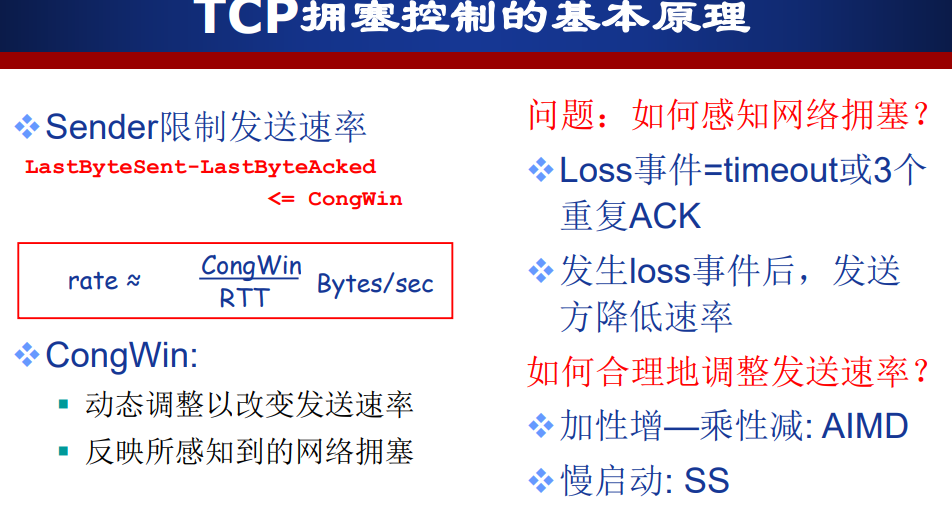 TCP拥塞控制的基本原理
Sender限制发送速率
LastByteSent-LastByteAcked
<= CongWin
rate ≈ CongWin
RTT
Bytes/sec
CongWin:
动态调整以改变发送速率
反映所感知到的网络拥塞
问题：如何感知网络拥塞?
Loss事件=timeout或3个
重复ACK
发生loss事件后，发送
方降低速率
如何合理地调整发送速率?
加性增—乘性减: AIMD
慢启动: SS